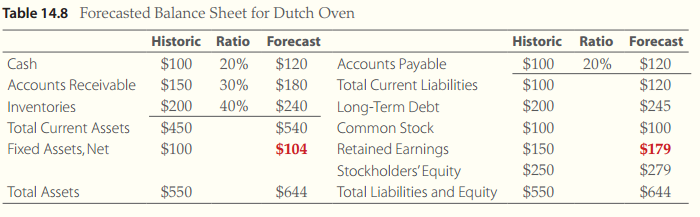 Table 14.8 Forecasted Balance Sheet for Dutch Oven
Historic Ratio Forecast Historic Ratio Forecast
Cash $100 20% $120 Accounts Payable $100 20% $120
Accounts Receivable $150 30% $180 Total Current Liabilities $100 $120
Inventories $200 40% $240 Long-Term Debt $200 $245
Total Current Assets $450 $540 Common Stock $100 $100
Fixed Assets, Net $100 $104 Retained Earnings $150 $179
Stockholders' Equity $250 $279
Total Assets $550 $644 Total Liabilities and Equity $550 $644